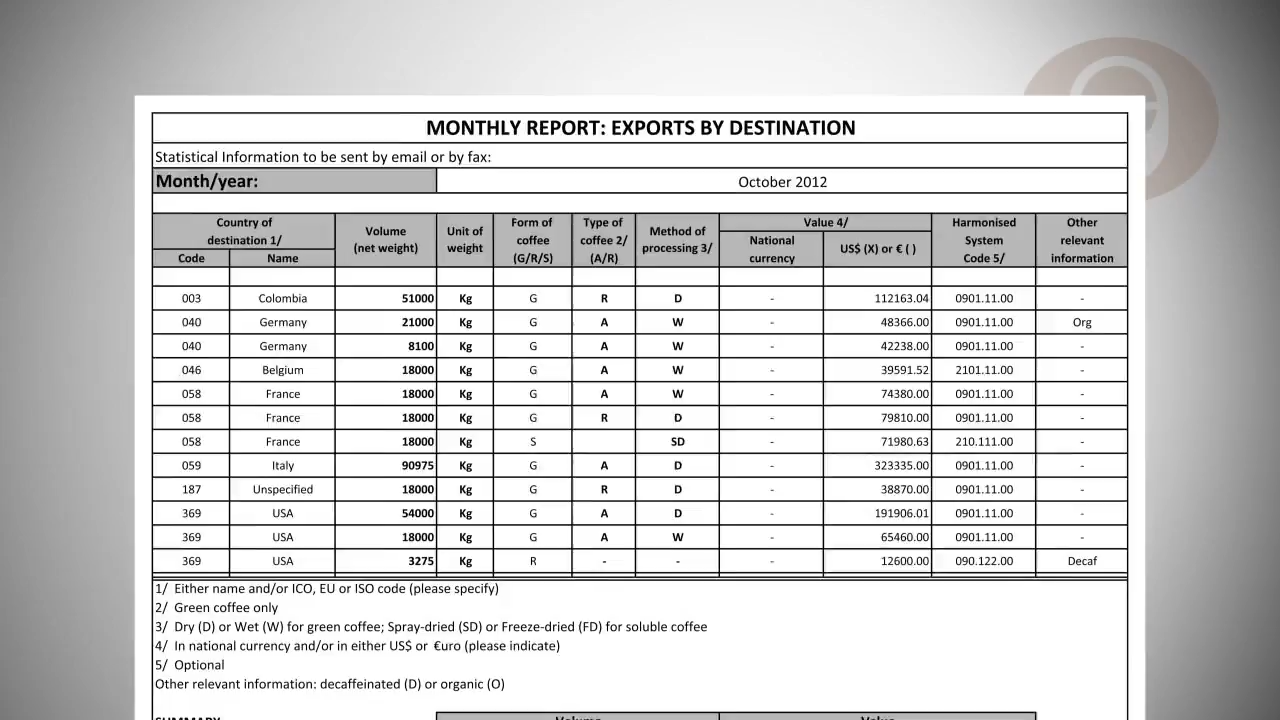 MONTHLY REPORT: EXPORTS BY DESTINATION
Statistical Information to be sent by email or by fax:
Month/year: October 2012
Country of destination 1/ Volume (net weight) Unit of weight Form of coffee (G/R/S) Type of coffee 2/ (A/R) Method of processing 3/ Value 4/ Harmonised System Code 5/ Other relevant information
Code Name National currency US$ (X) or € ( )
003 Colombia 51000 Kg G R D - 112163.04 0901.11.00 -
040 Germany 21000 Kg G A W - 48366.00 0901.11.00 Org
040 Germany 8100 Kg G A W - 42238.00 0901.11.00 -
046 Belgium 18000 Kg G A W - 39591.52 2101.11.00 -
058 France 18000 Kg G A W - 74380.00 0901.11.00 -
058 France 18000 Kg G R D - 79810.00 0901.11.00 -
058 France 18000 Kg S SD - 71980.63 210.111.00 -
059 Italy 90975 Kg G A D - 323335.00 0901.11.00 -
187 Unspecified 18000 Kg G R D - 38870.00 0901.11.00 -
369 USA 54000 Kg G A D - 191906.01 0901.11.00 -
369 USA 18000 Kg G A W - 65460.00 0901.11.00 -
369 USA 3275 Kg R - - - 12600.00 090.122.00 Decaf
1/ Either name and/or ICO, EU or ISO code (please specify)
2/ Green coffee only
3/ Dry (D) or Wet (W) for green coffee; Spray-dried (SD) or Freeze-dried (FD) for soluble coffee
4/ In national currency and/or in either US$ or €uro (please indicate)
5/ Optional
Other relevant information: decaffeinated (D) or organic (O)
SUMMARY Volume Value